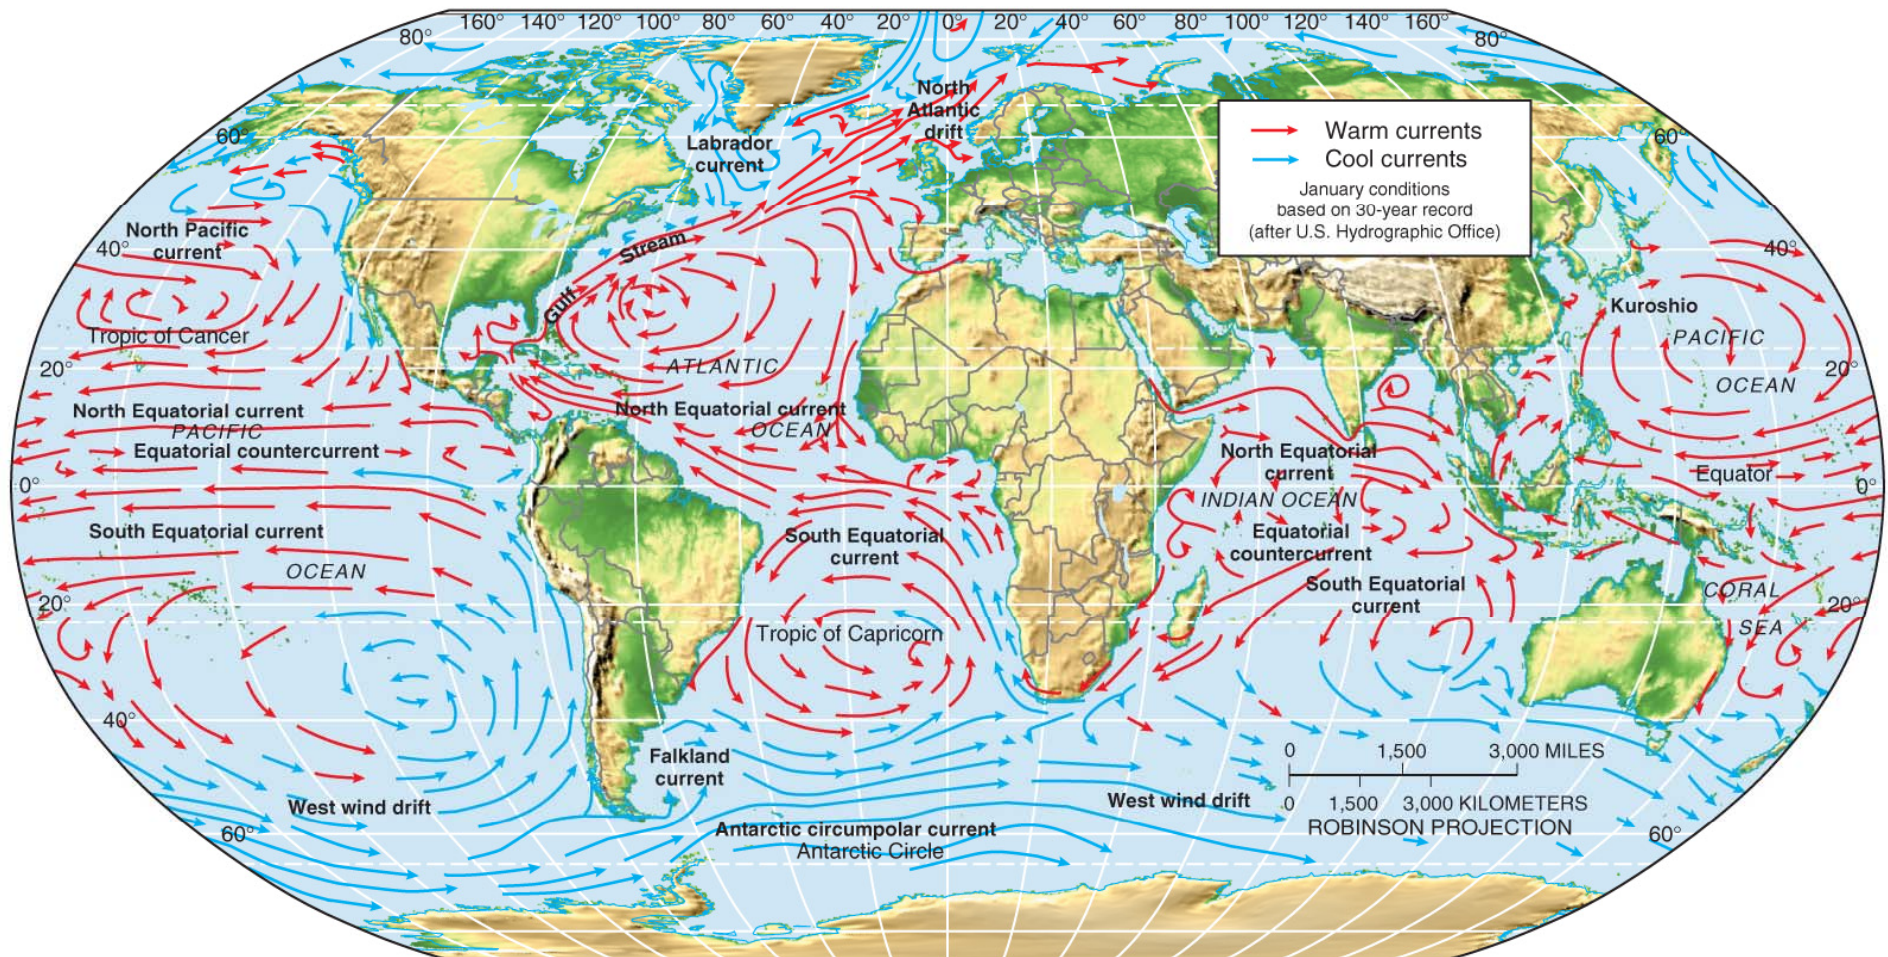 160° 140° 120° 100° 80° 60° 40° 20° 0° 20° 40° 60° 80° 100° 120° 140° 160°
80°
80°
North
Atlantic
drift
Labrador
current
Warm currents
Cool currents
January conditions
based on 30-year record
(after U.S. Hydrographic Office)
60°
60°
North Pacific
current
Gulf Stream
40°
40°
Kuroshio
Tropic of Cancer
PACIFIC
OCEAN
20°
ATLANTIC
OCEAN
20°
North Equatorial current
PACIFIC
Equatorial countercurrent
North Equatorial current
North Equatorial
current
Equator
0°
INDIAN OCEAN
0°
South Equatorial current
OCEAN
South Equatorial
current
Equatorial
countercurrent
South Equatorial
current
CORAL
SEA
20°
20°
Tropic of Capricorn
40°
Falkland
current
0 1,500 3,000 MILES
0 1,500 3,000 KILOMETERS
ROBINSON PROJECTION
West wind drift
West wind drift
60°
Antarctic circumpolar current
Antarctic Circle
60°